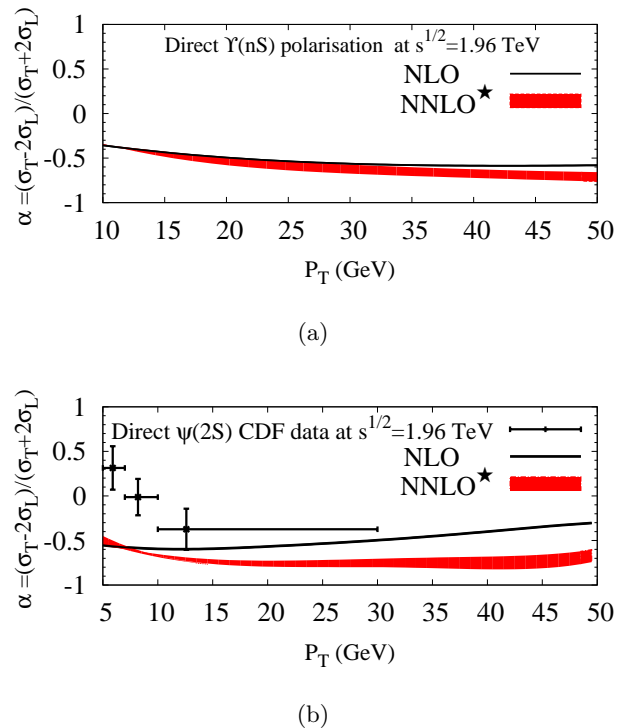 1
0.5
0
-0.5
-1
α =(σT-2σL)/(σT+2σL)
Direct ϒ(nS) polarisation at s^1/2=1.96 TeV
NLO
NNLO★
10 15 20 25 30 35 40 45 50
PT (GeV)
(a)
1
0.5
0
-0.5
-1
α =(σT-2σL)/(σT+2σL)
Direct ψ(2S) CDF data at s^1/2=1.96 TeV
NLO
NNLO★
5 10 15 20 25 30 35 40 45 50
PT (GeV)
(b)